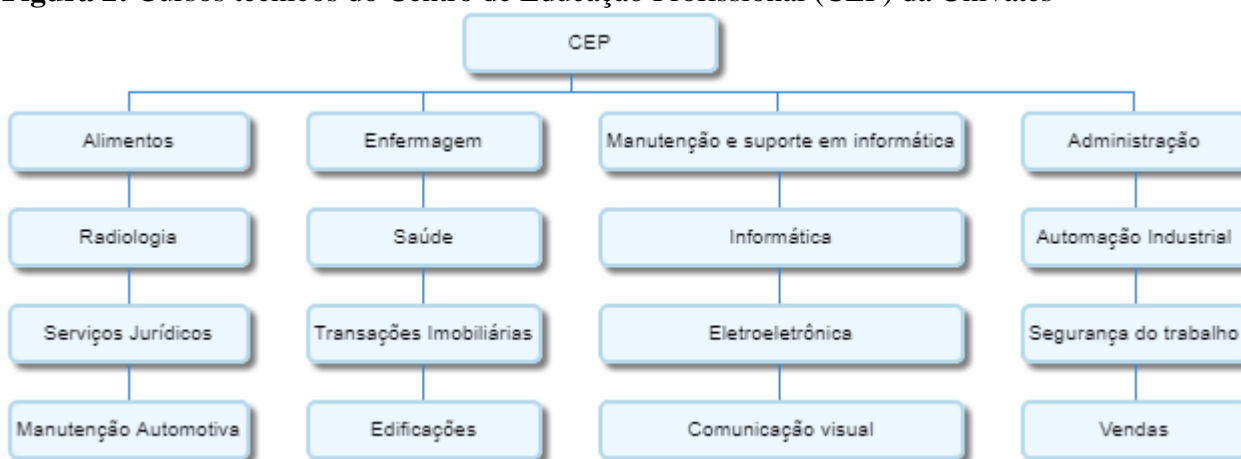 CEP
Alimentos
Enfermagem
Manutenção e suporte em informática
Administração
Radiologia
Saúde
Informática
Automação Industrial
Serviços Jurídicos
Transações Imobiliárias
Eletroeletrônica
Segurança do trabalho
Manutenção Automotiva
Edificações
Comunicação visual
Vendas